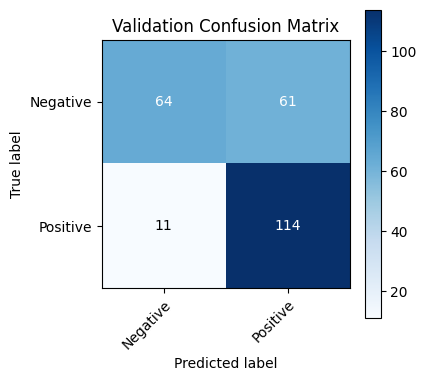 Validation Confusion Matrix
True label
Negative
Positive
64
61
11
114
Negative
Positive
Predicted label
100
80
60
40
20